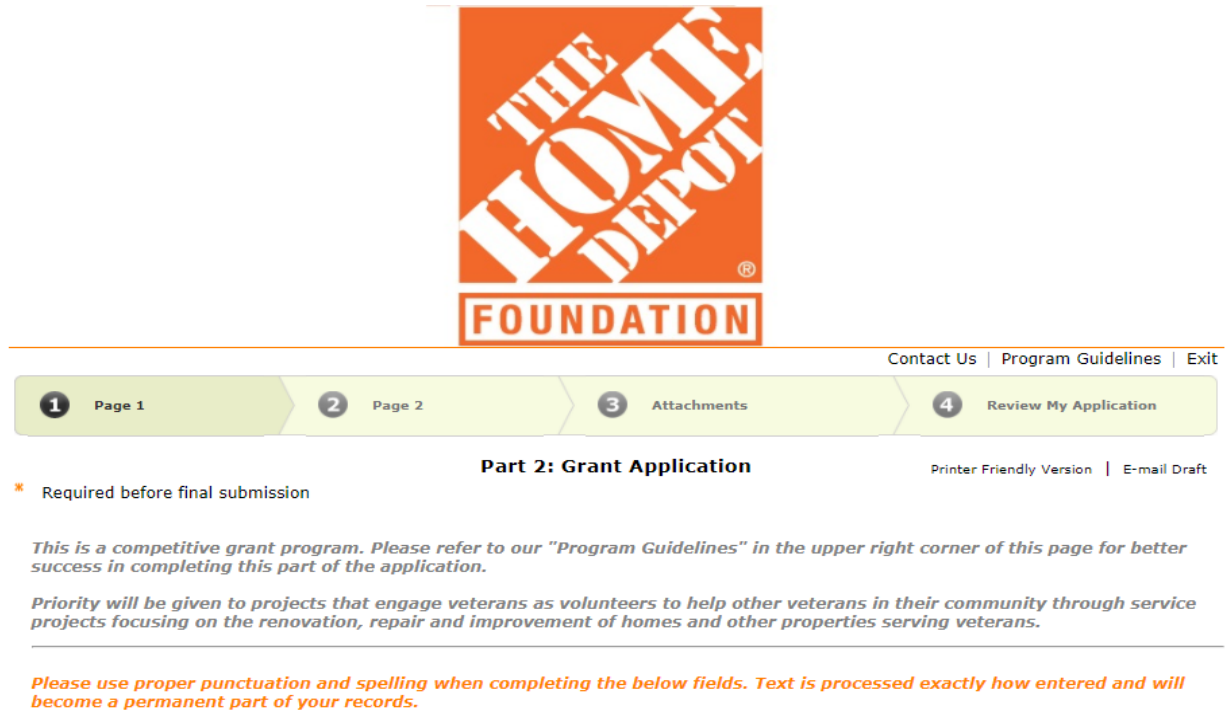 THE
HOME
DEPOT
®
FOUNDATION
Contact Us | Program Guidelines | Exit
1 Page 1 2 Page 2 3 Attachments 4 Review My Application
Part 2: Grant Application Printer Friendly Version | E-mail Draft
* Required before final submission
This is a competitive grant program. Please refer to our "Program Guidelines" in the upper right corner of this page for better
success in completing this part of the application.
Priority will be given to projects that engage veterans as volunteers to help other veterans in their community through service
projects focusing on the renovation, repair and improvement of homes and other properties serving veterans.
Please use proper punctuation and spelling when completing the below fields. Text is processed exactly how entered and will
become a permanent part of your records.